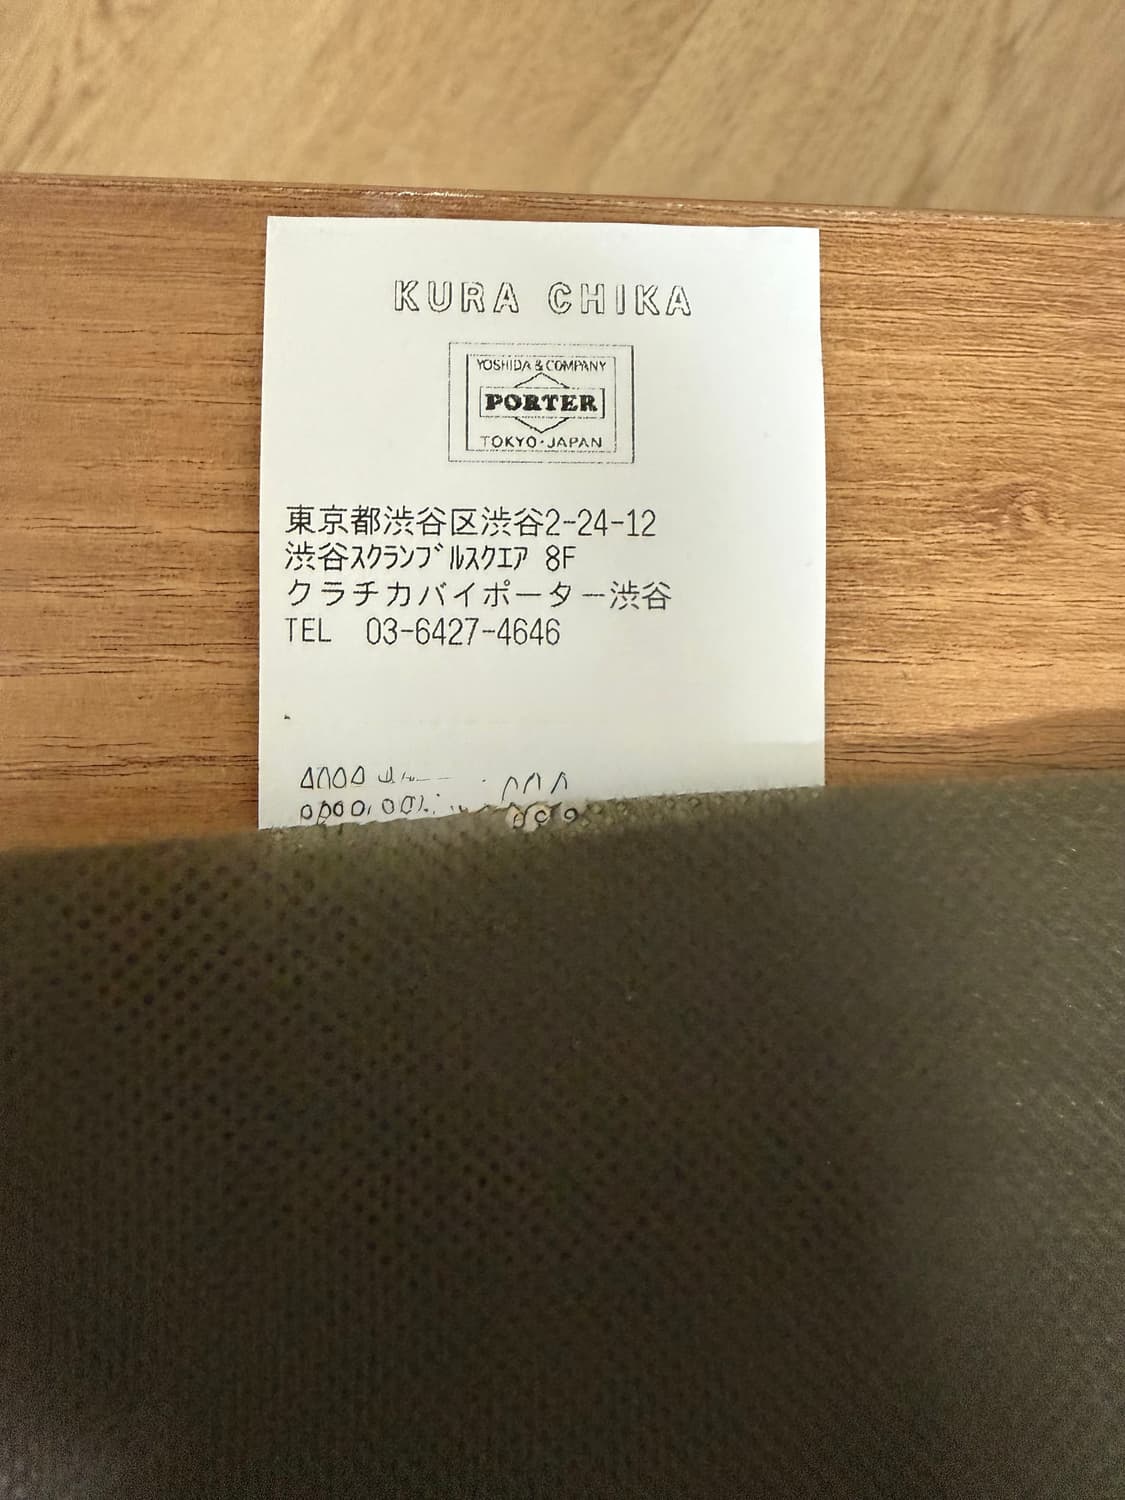 KURA CHIKA
YOSHIDA & COMPANY
PORTER
TOKYO・JAPAN
東京都渋谷区渋谷2-24-12
渋谷ｽｸﾗﾝﾌﾞﾙｽｸｴｱ 8F
クラチカバイポーター渋谷
TEL 03-6427-4646